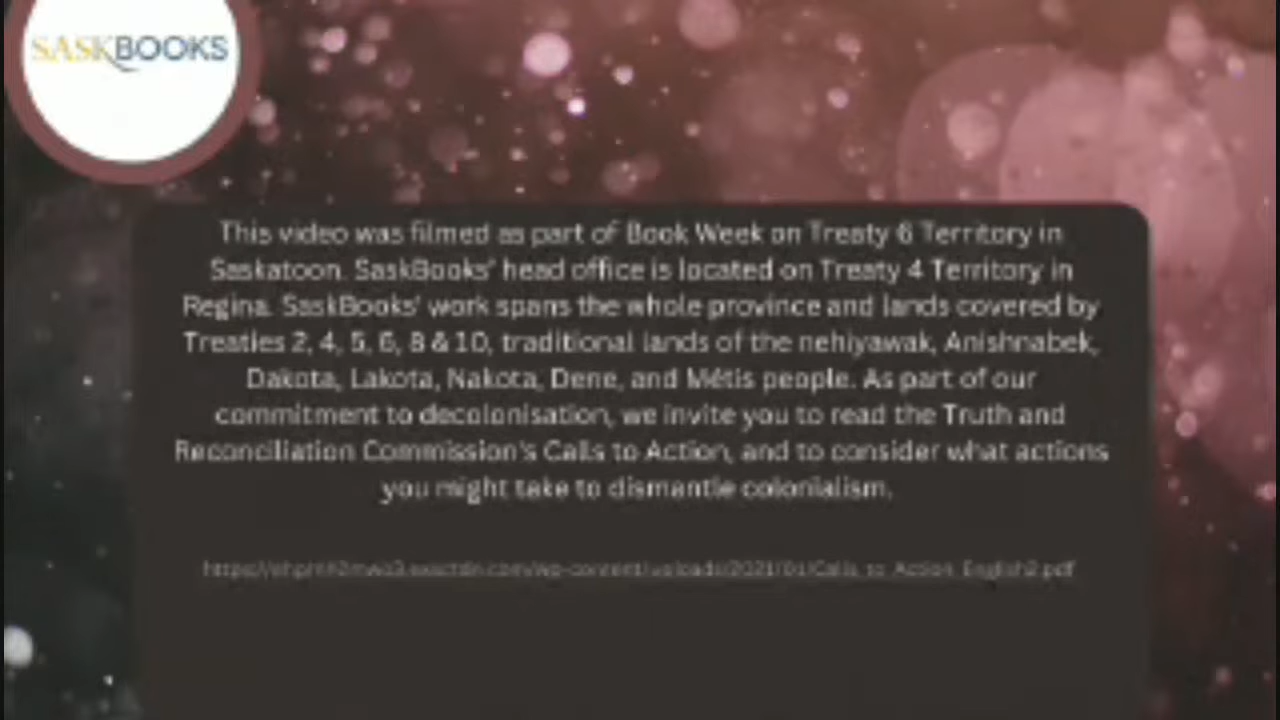 SASKBOOKS
This video was filmed as part of Book Week on Treaty 6 Territory in
Saskatoon. SaskBooks' head office is located on Treaty 4 Territory in
Regina. SaskBooks' work spans the whole province and lands covered by
Treaties 2, 4, 5, 6, 8 & 10, traditional lands of the nehiyawak, Anishnabek,
Dakota, Lakota, Nakota, Dene, and Métis people. As part of our
commitment to decolonisation, we invite you to read the Truth and
Reconciliation Commission's Calls to Action, and to consider what actions
you might take to dismantle colonialism.